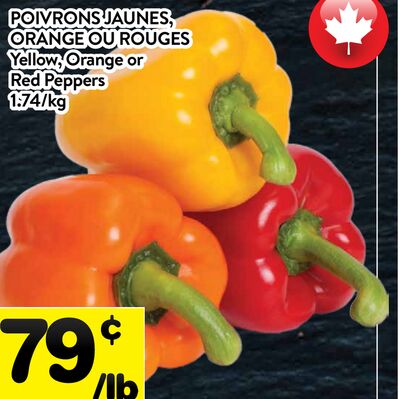 POIVRONS JAUNES,
ORANGE OU ROUGES
Yellow, Orange or
Red Peppers
1.74/kg
79¢
/lb